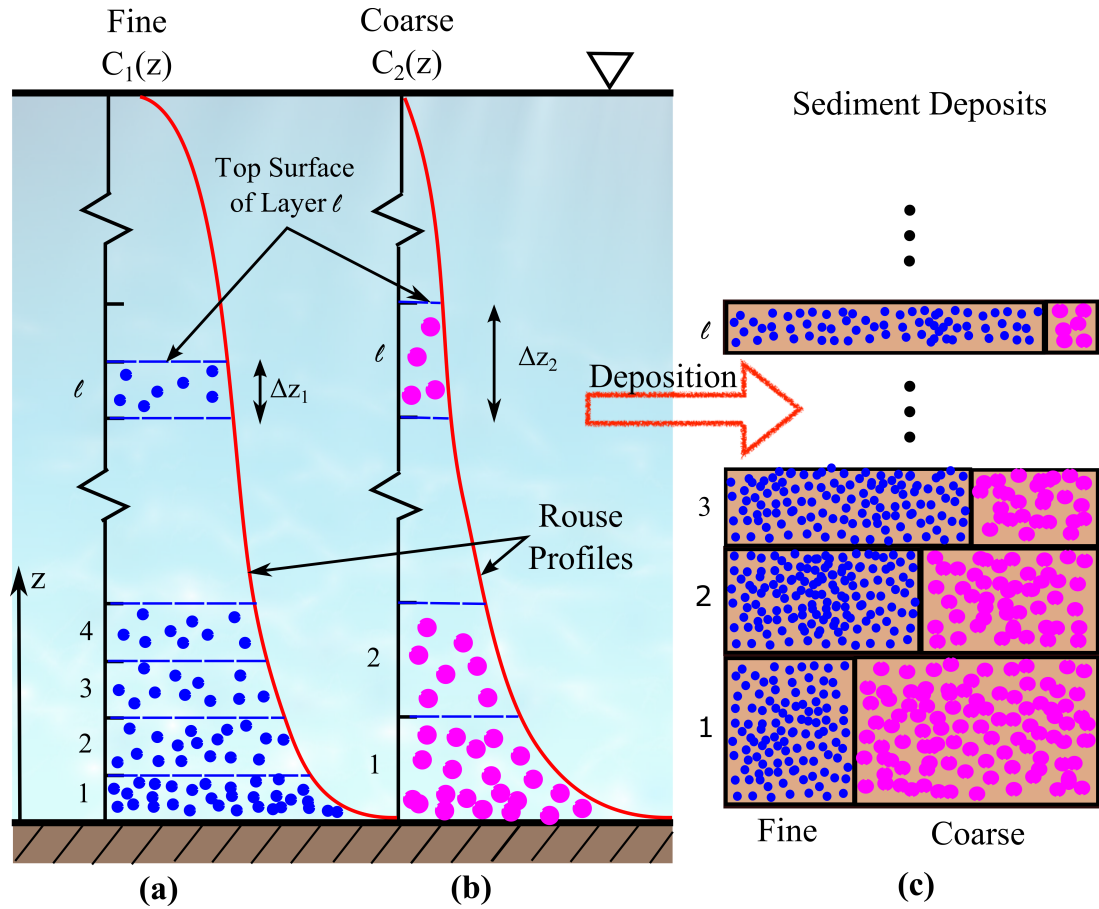 Fine
C₁(z)
Coarse
C₂(z)
Sediment Deposits
Top Surface
of Layer ℓ
ℓ
Δz₁
ℓ
Δz₂
Deposition
ℓ
Rouse
Profiles
z
4
3
2
1
2
1
3
2
1
Fine
Coarse
(a)
(b)
(c)